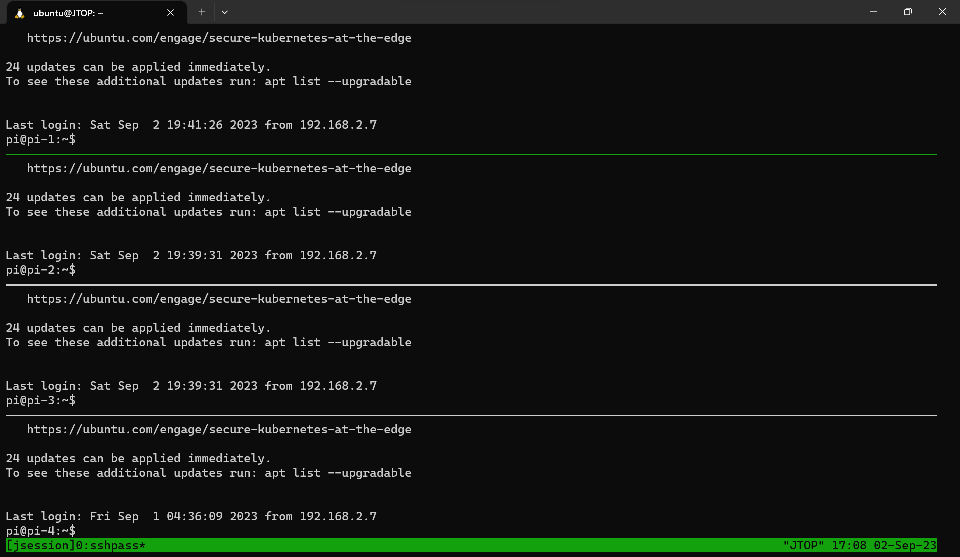 ubuntu@JTOP: ~
https://ubuntu.com/engage/secure-kubernetes-at-the-edge
24 updates can be applied immediately.
To see these additional updates run: apt list --upgradable
Last login: Sat Sep  2 19:41:26 2023 from 192.168.2.7
pi@pi-1:~$
https://ubuntu.com/engage/secure-kubernetes-at-the-edge
24 updates can be applied immediately.
To see these additional updates run: apt list --upgradable
Last login: Sat Sep  2 19:39:31 2023 from 192.168.2.7
pi@pi-2:~$
https://ubuntu.com/engage/secure-kubernetes-at-the-edge
24 updates can be applied immediately.
To see these additional updates run: apt list --upgradable
Last login: Sat Sep  2 19:39:31 2023 from 192.168.2.7
pi@pi-3:~$
https://ubuntu.com/engage/secure-kubernetes-at-the-edge
24 updates can be applied immediately.
To see these additional updates run: apt list --upgradable
Last login: Fri Sep  1 04:36:09 2023 from 192.168.2.7
pi@pi-4:~$
[jsession]0:sshpass* "JTOP" 17:08 02-Sep-23